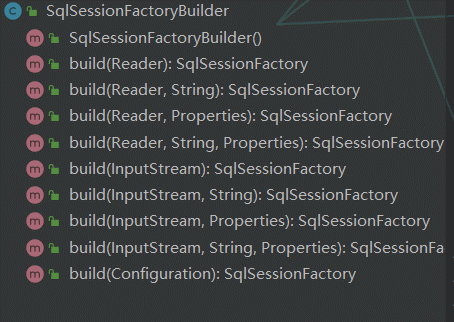 SqlSessionFactoryBuilder
SqlSessionFactoryBuilder()
build(Reader): SqlSessionFactory
build(Reader, String): SqlSessionFactory
build(Reader, Properties): SqlSessionFactory
build(Reader, String, Properties): SqlSessionFactory
build(InputStream): SqlSessionFactory
build(InputStream, String): SqlSessionFactory
build(InputStream, Properties): SqlSessionFactory
build(InputStream, String, Properties): SqlSessionFa
build(Configuration): SqlSessionFactory